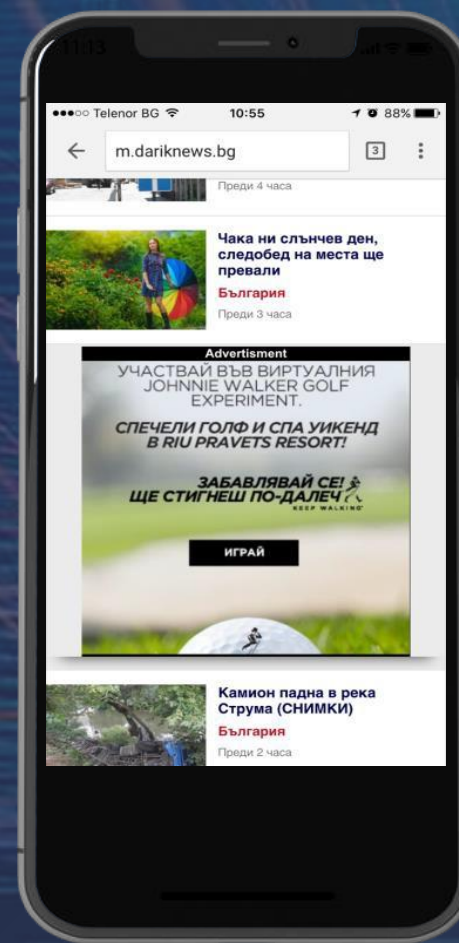 11:13
Telenor BG 10:55 88%
m.dariknews.bg 3
Преди 4 часа
Чака ни слънчев ден,
следобед на места ще
превали
България
Преди 3 часа
Advertisment
УЧАСТВАЙ ВЪВ ВИРТУАЛНИЯ
JOHNNIE WALKER GOLF
EXPERIMENT.
СПЕЧЕЛИ ГОЛФ И СПА УИКЕНД
В RIU PRAVETS RESORT!
ЗАБАВЛЯВАЙ СЕ!
ЩЕ СТИГНЕШ ПО-ДАЛЕЧ
KEEP WALKING
ИГРАЙ
Камион падна в река
Струма (СНИМКИ)
България
Преди 2 часа